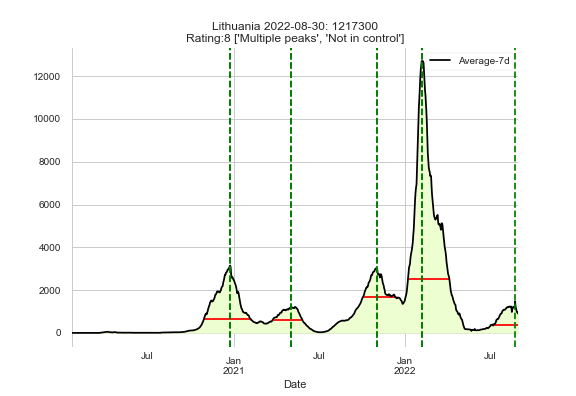 Lithuania 2022-08-30: 1217300
Rating:8 ['Multiple peaks', 'Not in control']
Average-7d
12000
10000
8000
6000
4000
2000
0
Jul Jan Jul Jan Jul
2021 2022
Date